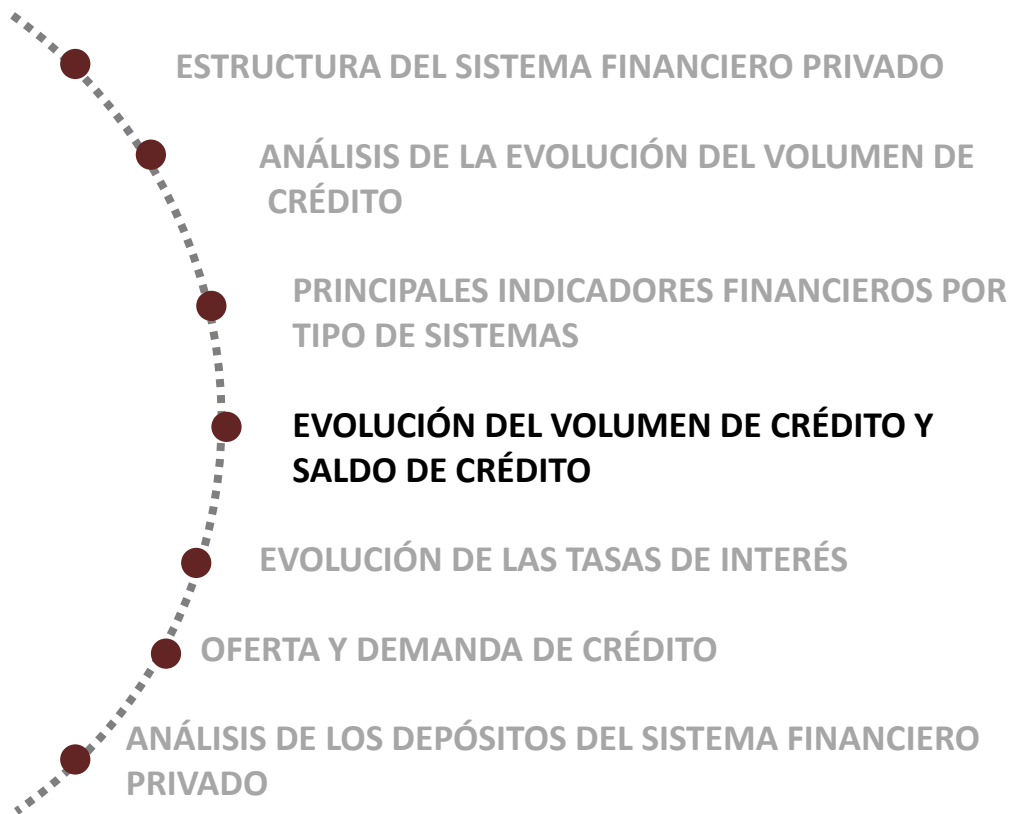 ESTRUCTURA DEL SISTEMA FINANCIERO PRIVADO
ANÁLISIS DE LA EVOLUCIÓN DEL VOLUMEN DE
CRÉDITO
PRINCIPALES INDICADORES FINANCIEROS POR
TIPO DE SISTEMAS
EVOLUCIÓN DEL VOLUMEN DE CRÉDITO Y
SALDO DE CRÉDITO
EVOLUCIÓN DE LAS TASAS DE INTERÉS
OFERTA Y DEMANDA DE CRÉDITO
ANÁLISIS DE LOS DEPÓSITOS DEL SISTEMA FINANCIERO
PRIVADO